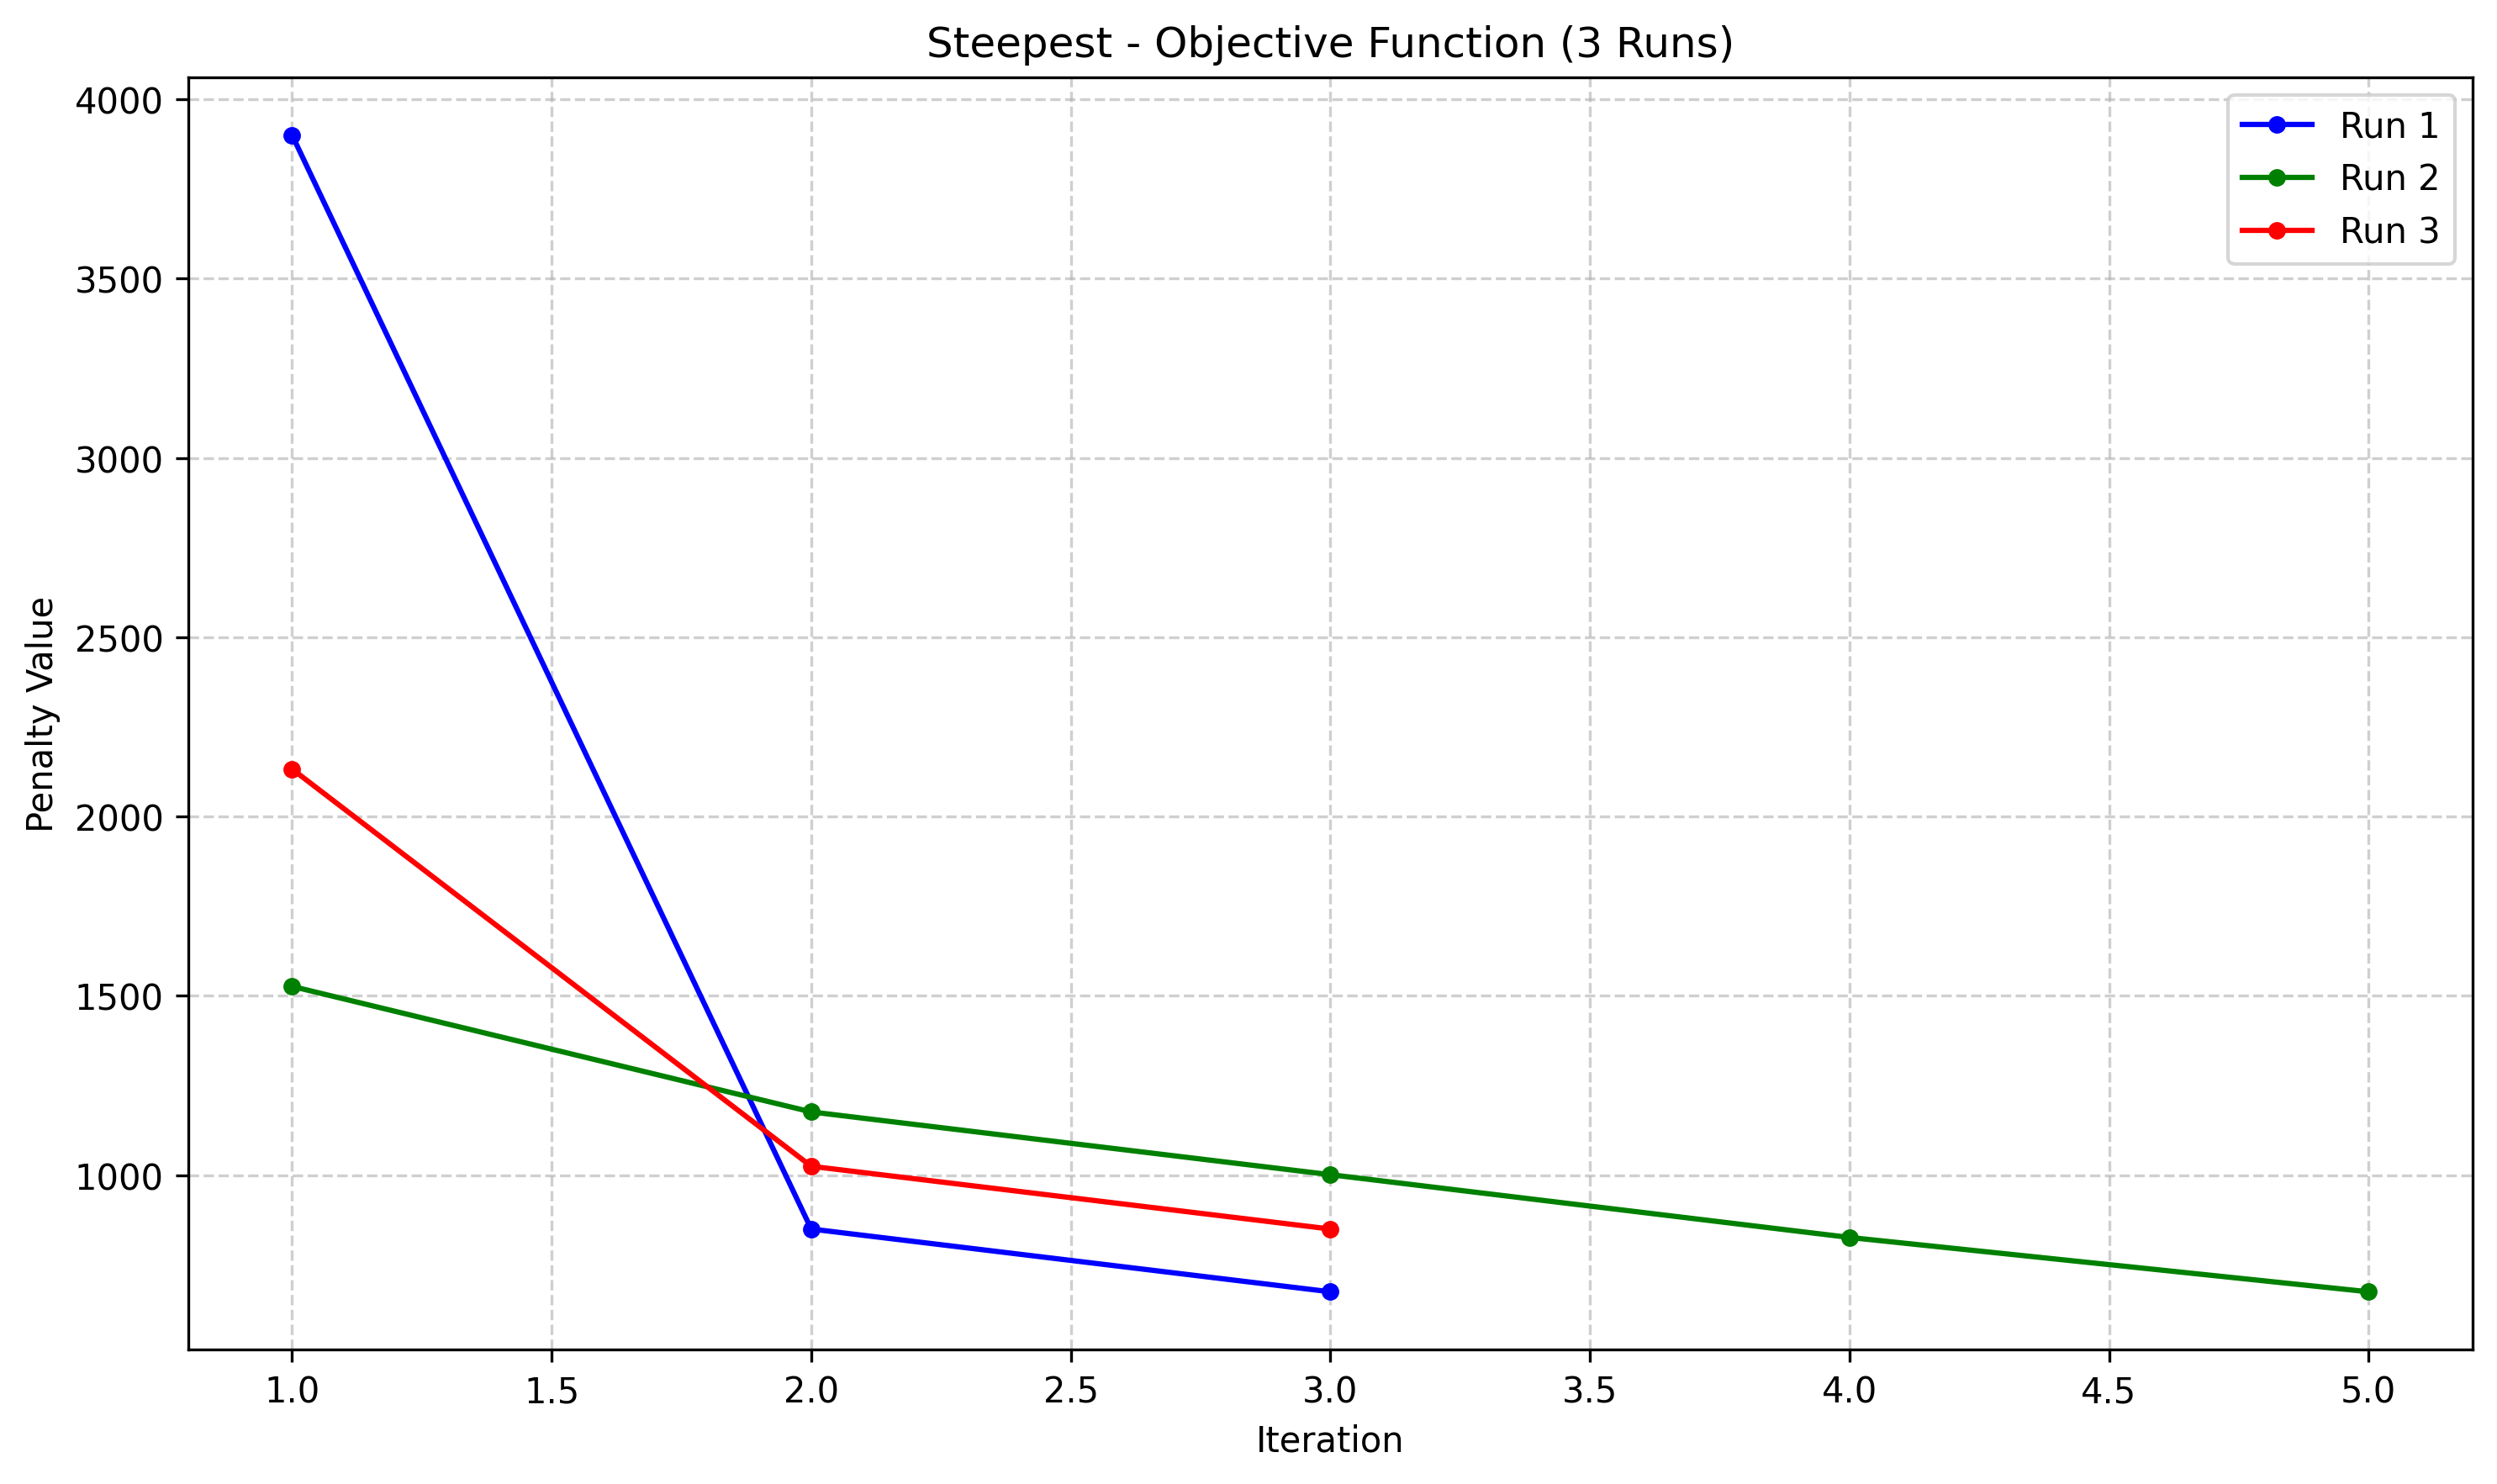 Steepest - Objective Function (3 Runs)
Run 1
Run 2
Run 3
Penalty Value
4000
3500
3000
2500
2000
1500
1000
1.0 1.5 2.0 2.5 3.0 3.5 4.0 4.5 5.0
Iteration